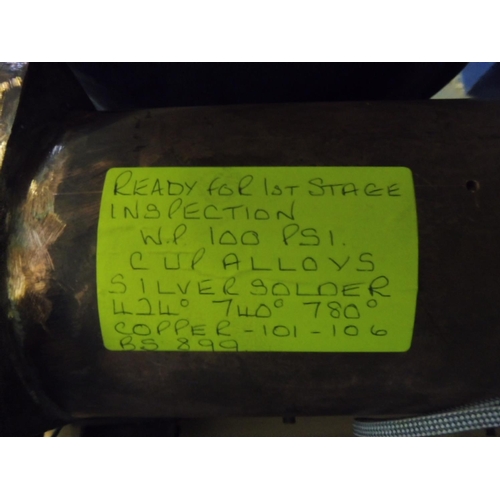 READY foR 1ST STAGE
INSPECTION
W.P 100 PSI.
CUP ALLOYS
SILVER SOLDER
424° 740° 780°
COPPER - 101 - 106
BS 899